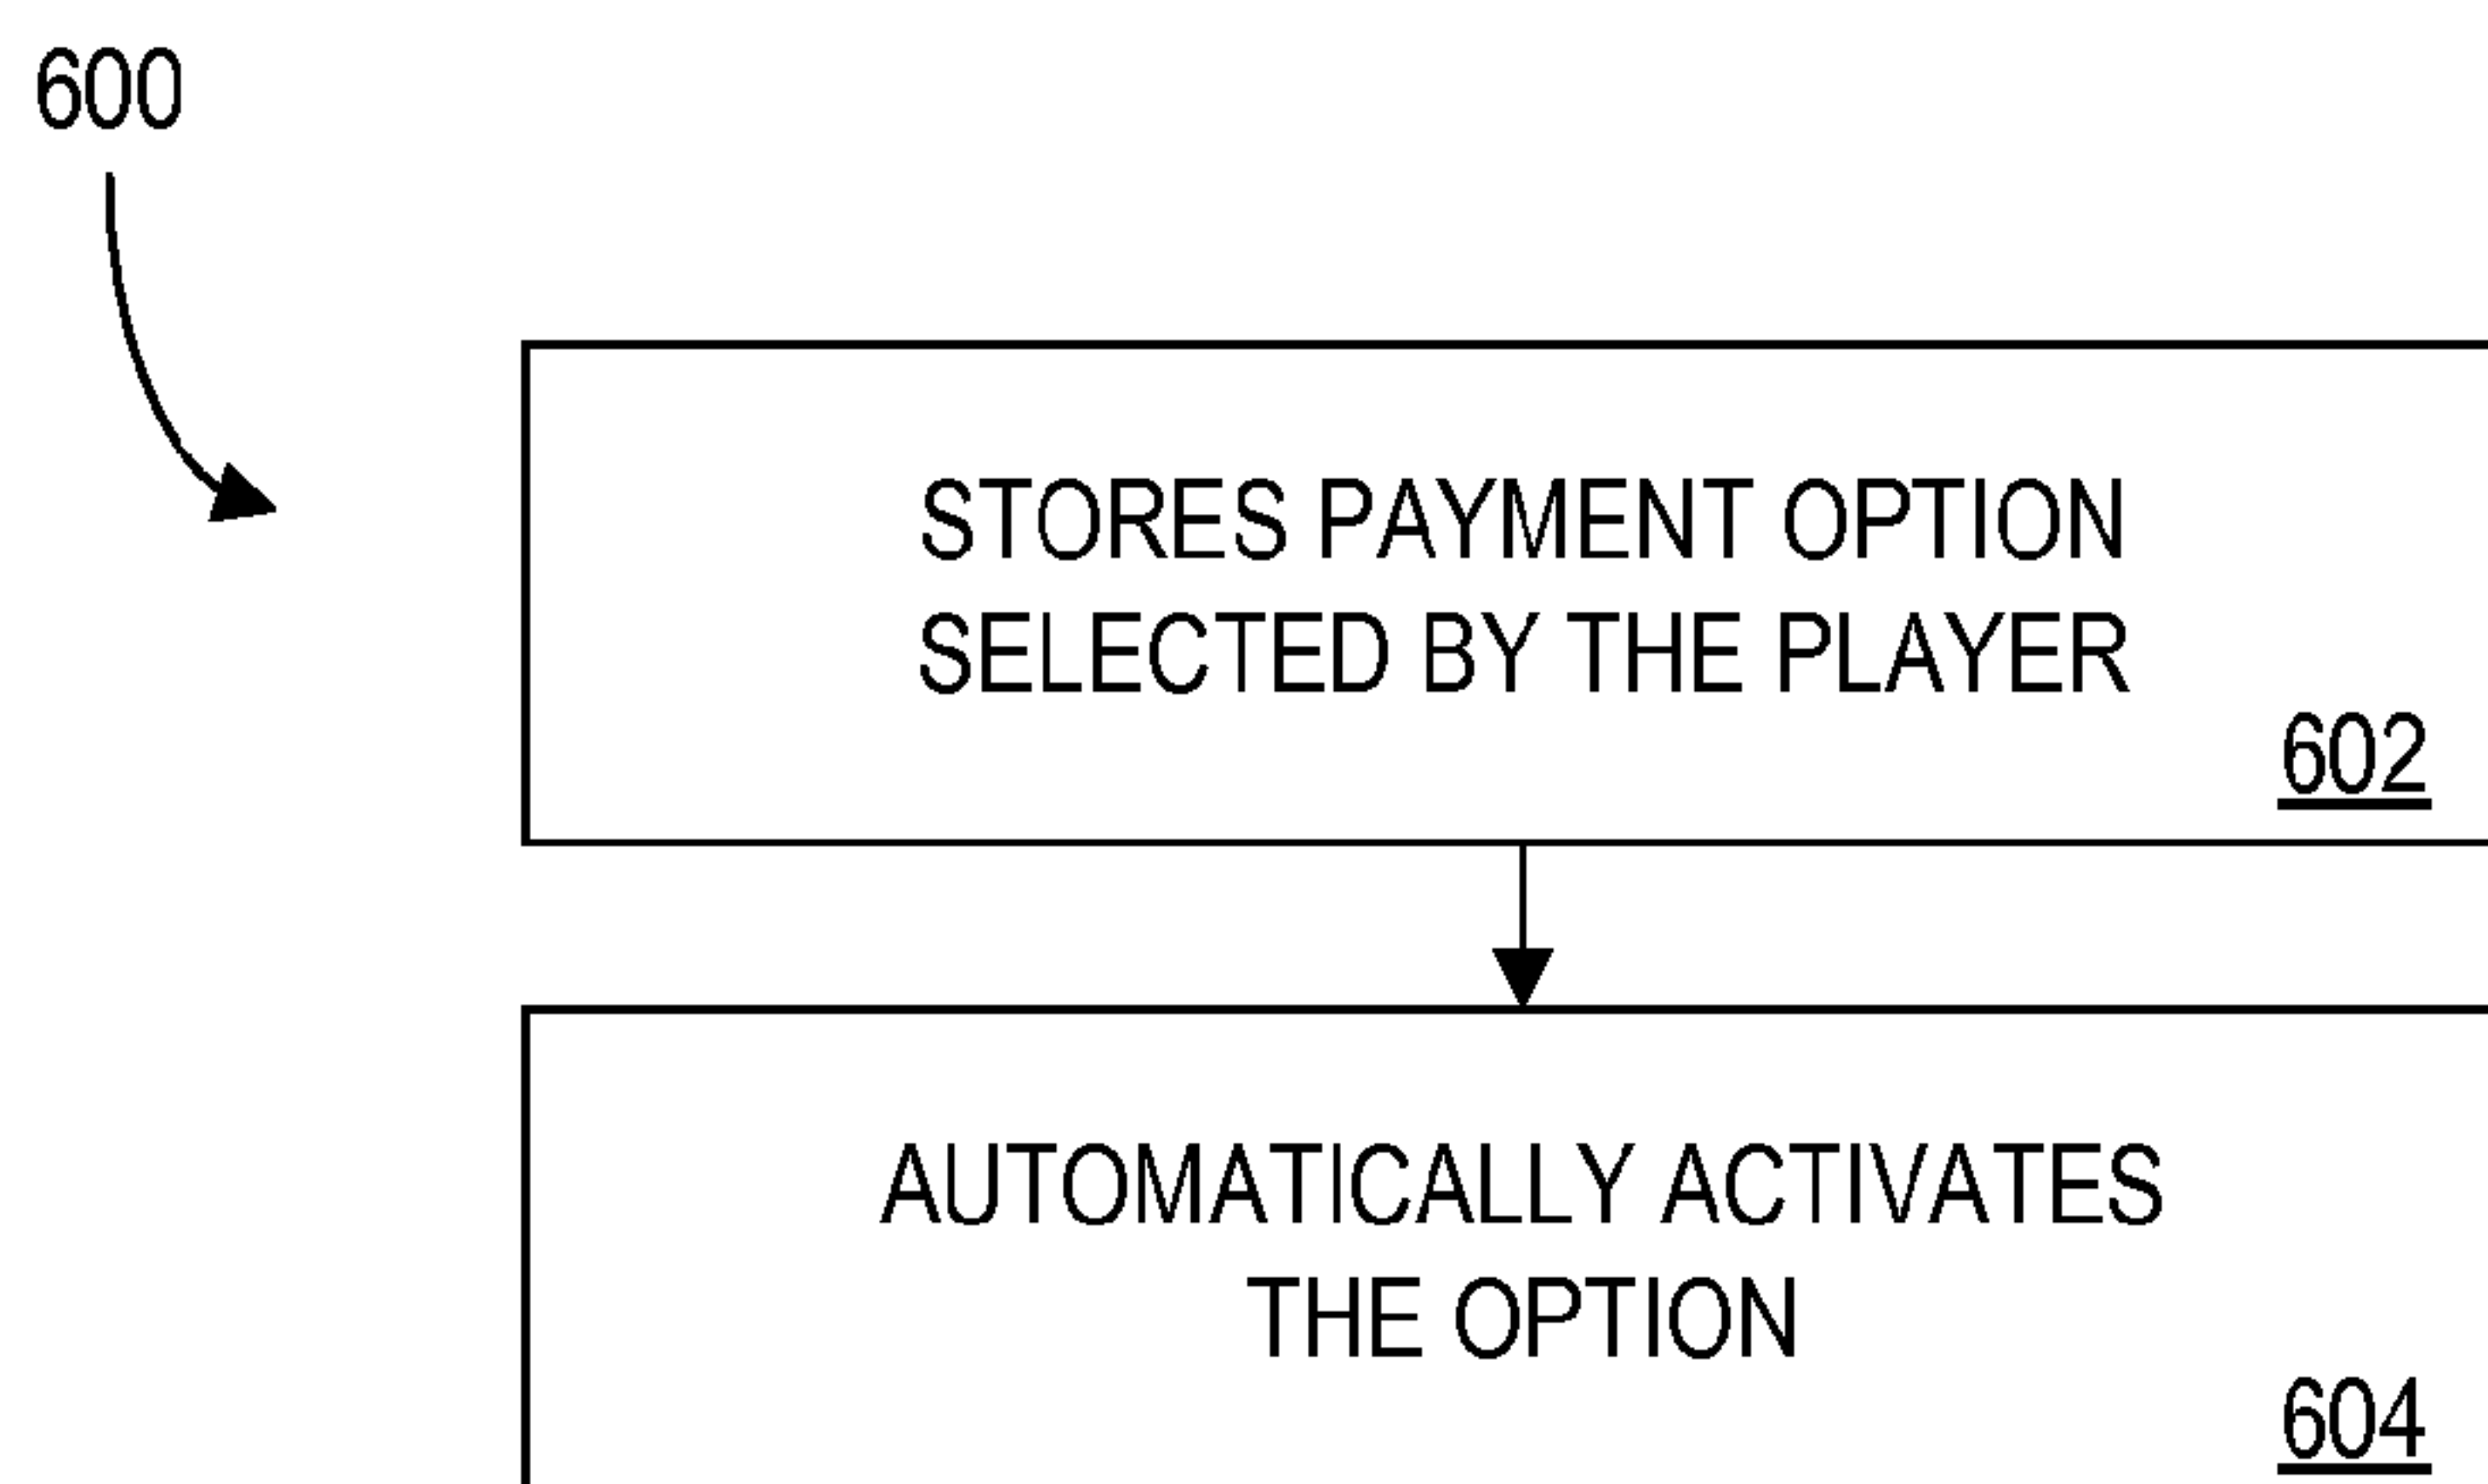 600
STORES PAYMENT OPTION
SELECTED BY THE PLAYER
602
AUTOMATICALLY ACTIVATES
THE OPTION
604